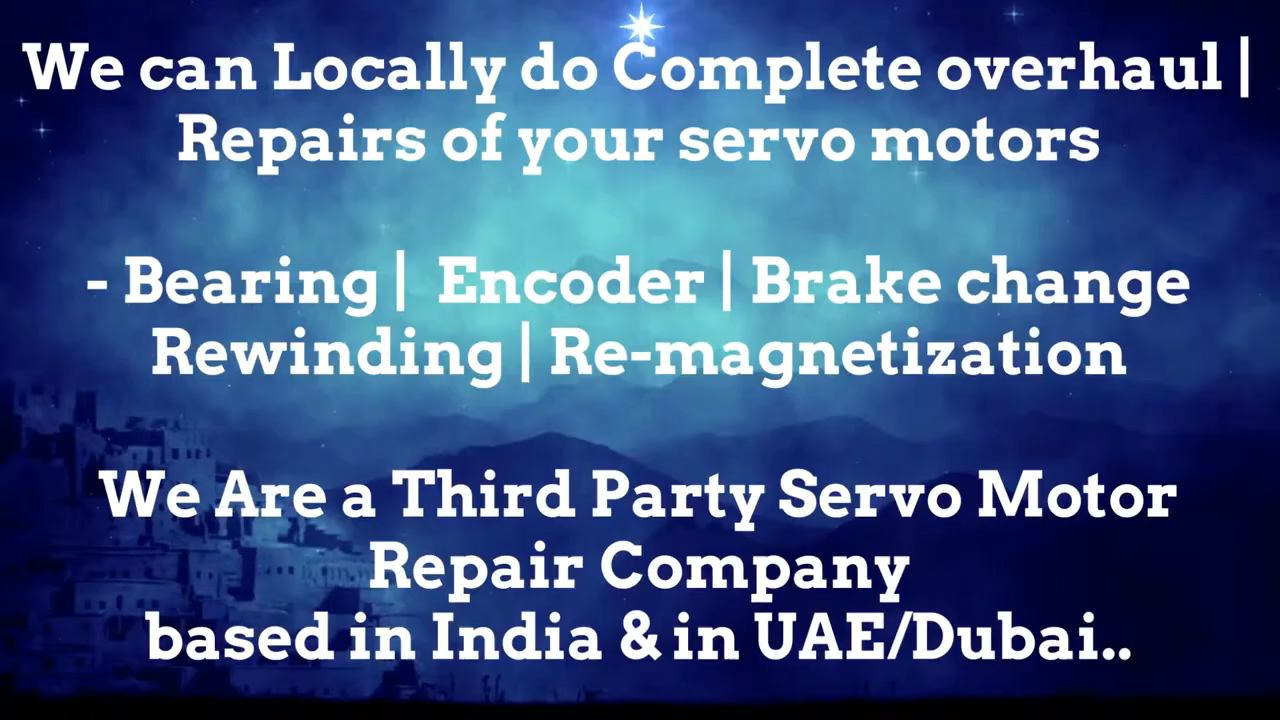 We can Locally do Complete overhaul |
Repairs of your servo motors
- Bearing | Encoder | Brake change
Rewinding | Re-magnetization
We Are a Third Party Servo Motor
Repair Company
based in India & in UAE/Dubai..